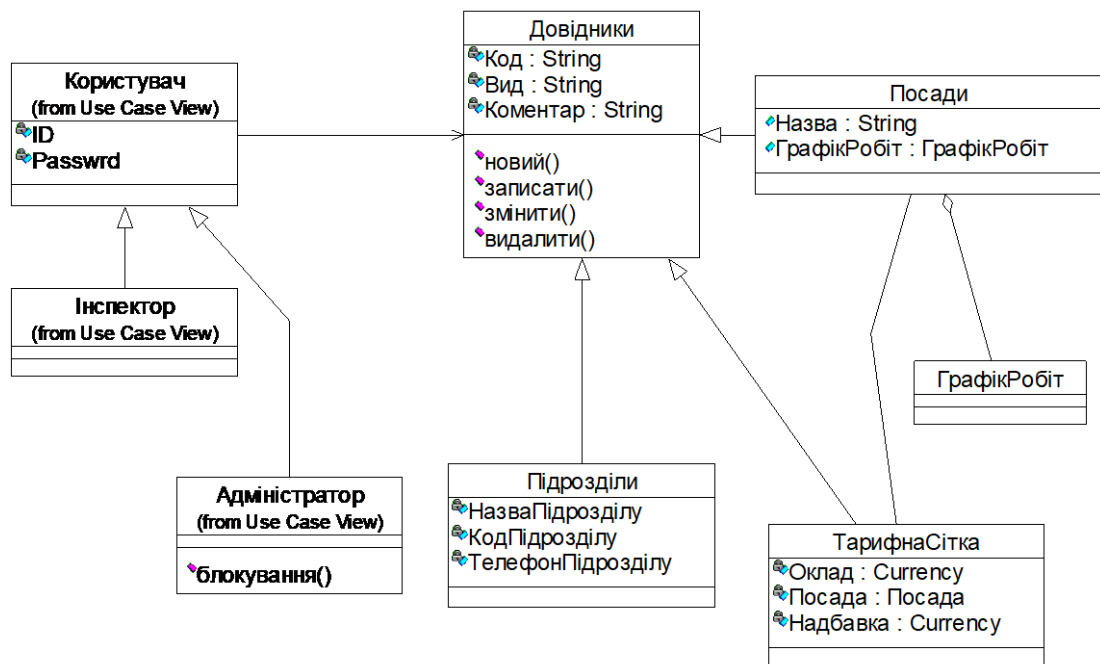 Користувач
(from Use Case View)
ID
Passwrd
Довідники
Код : String
Вид : String
Коментар : String
новий()
записати()
змінити()
видалити()
Посади
Назва : String
ГрафікРобіт : ГрафікРобіт
Інспектор
(from Use Case View)
ГрафікРобіт
Адміністратор
(from Use Case View)
блокування()
Підрозділи
НазваПідрозділу
КодПідрозділу
ТелефонПідрозділу
ТарифнаСітка
Оклад : Currency
Посада : Посада
Надбавка : Currency